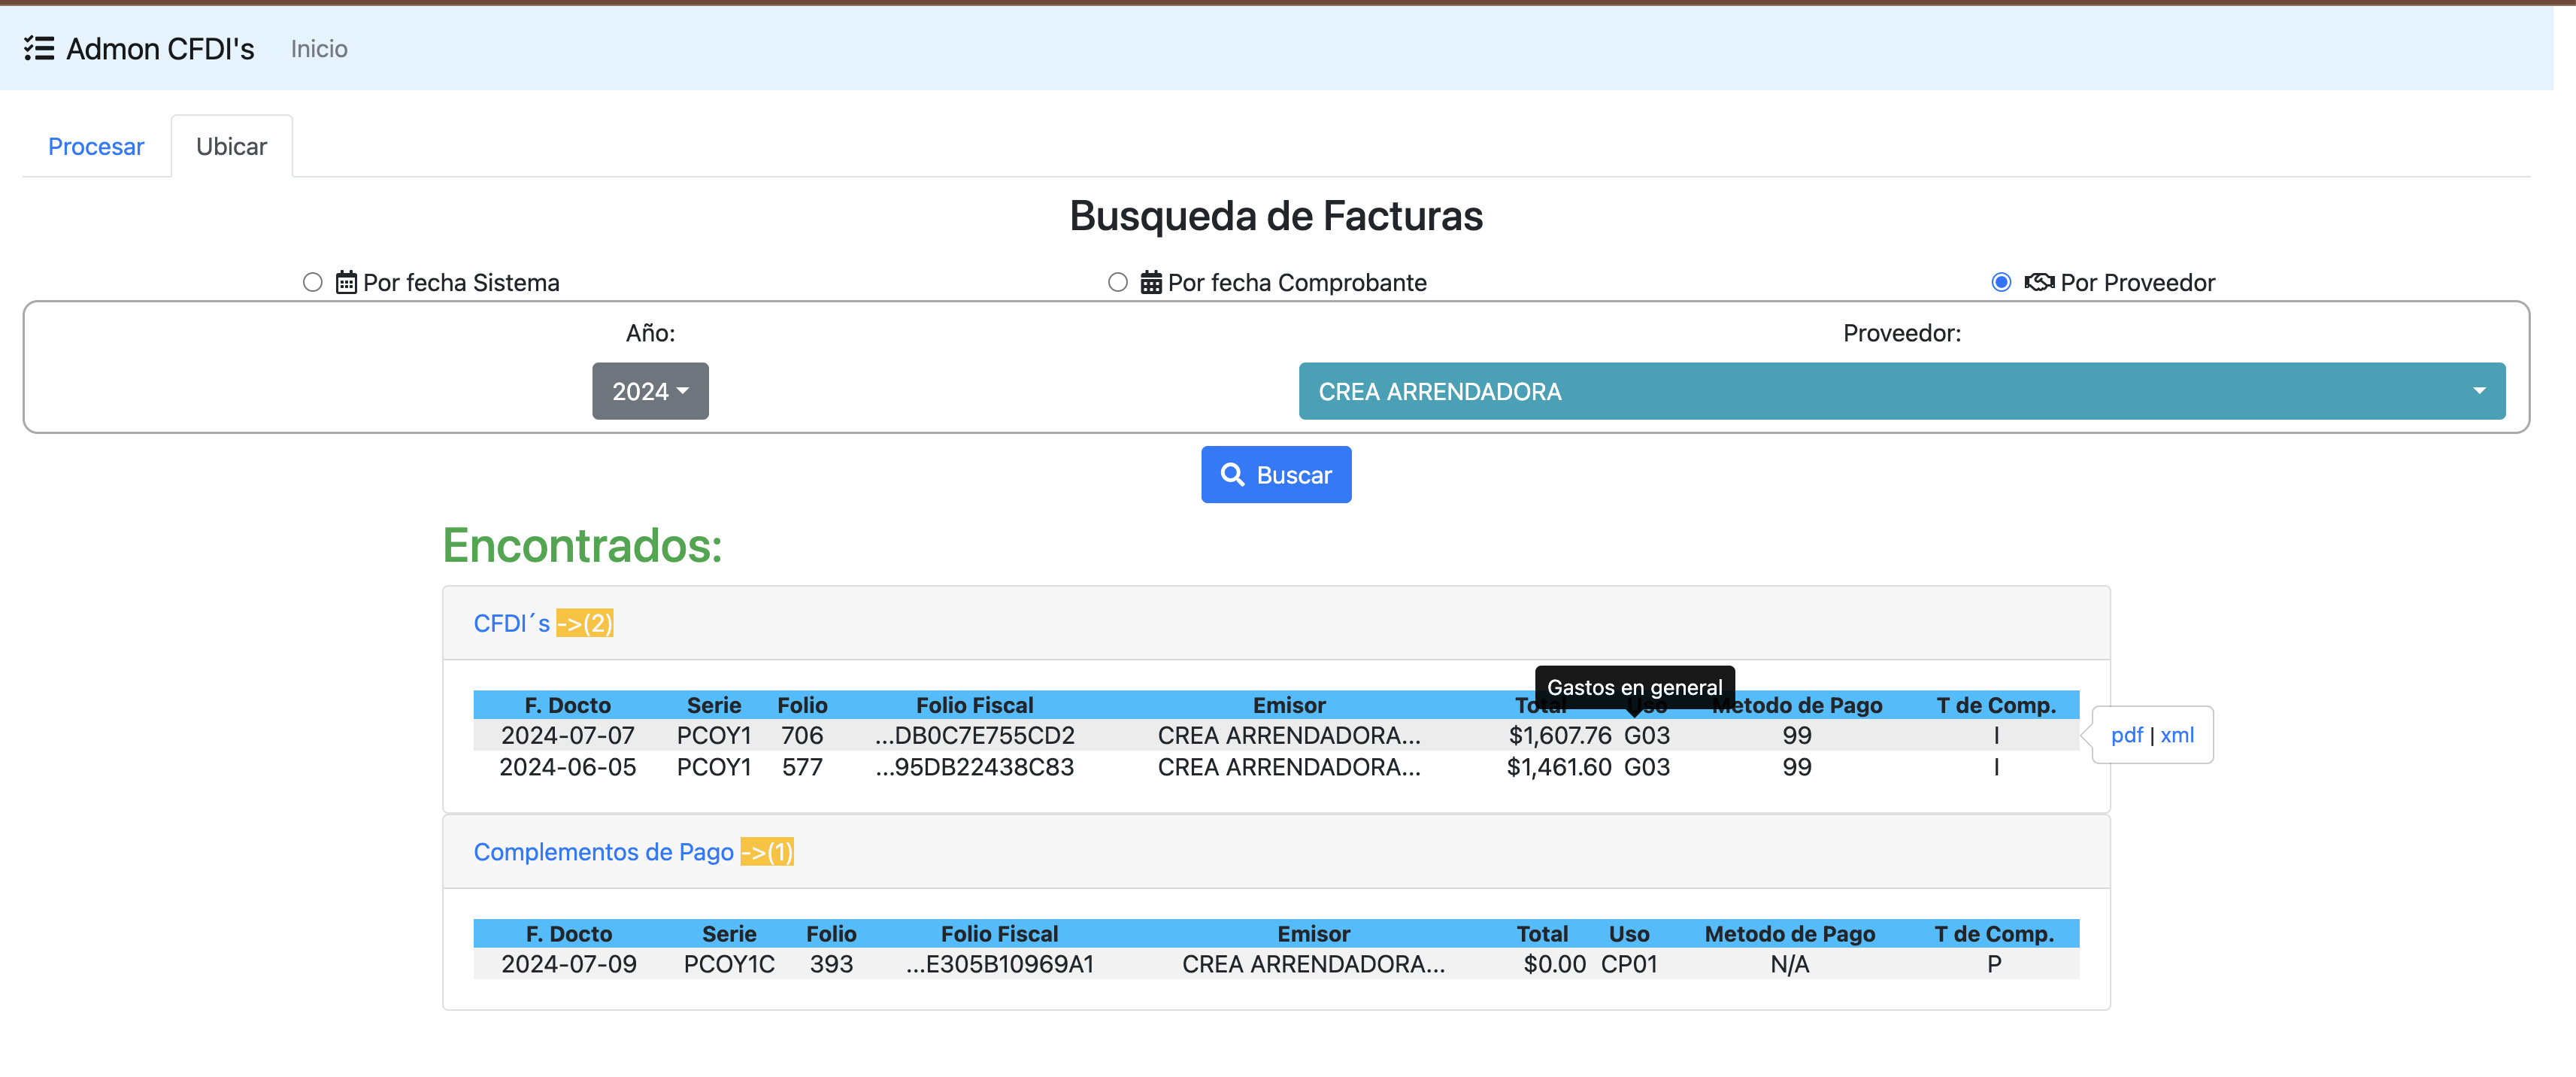 Admon CFDI's Inicio
Procesar Ubicar
Busqueda de Facturas
Por fecha Sistema Por fecha Comprobante Por Proveedor
Año: Proveedor:
2024 CREA ARRENDADORA
Buscar
Encontrados:
CFDI´s ->(2)
Gastos en general
F. Docto Serie Folio Folio Fiscal Emisor Total Uso Metodo de Pago T de Comp.
2024-07-07 PCOY1 706 ...DB0C7E755CD2 CREA ARRENDADORA... $1,607.76 G03 99 I
pdf | xml
2024-06-05 PCOY1 577 ...95DB22438C83 CREA ARRENDADORA... $1,461.60 G03 99 I
Complementos de Pago ->(1)
F. Docto Serie Folio Folio Fiscal Emisor Total Uso Metodo de Pago T de Comp.
2024-07-09 PCOY1C 393 ...E305B10969A1 CREA ARRENDADORA... $0.00 CP01 N/A P